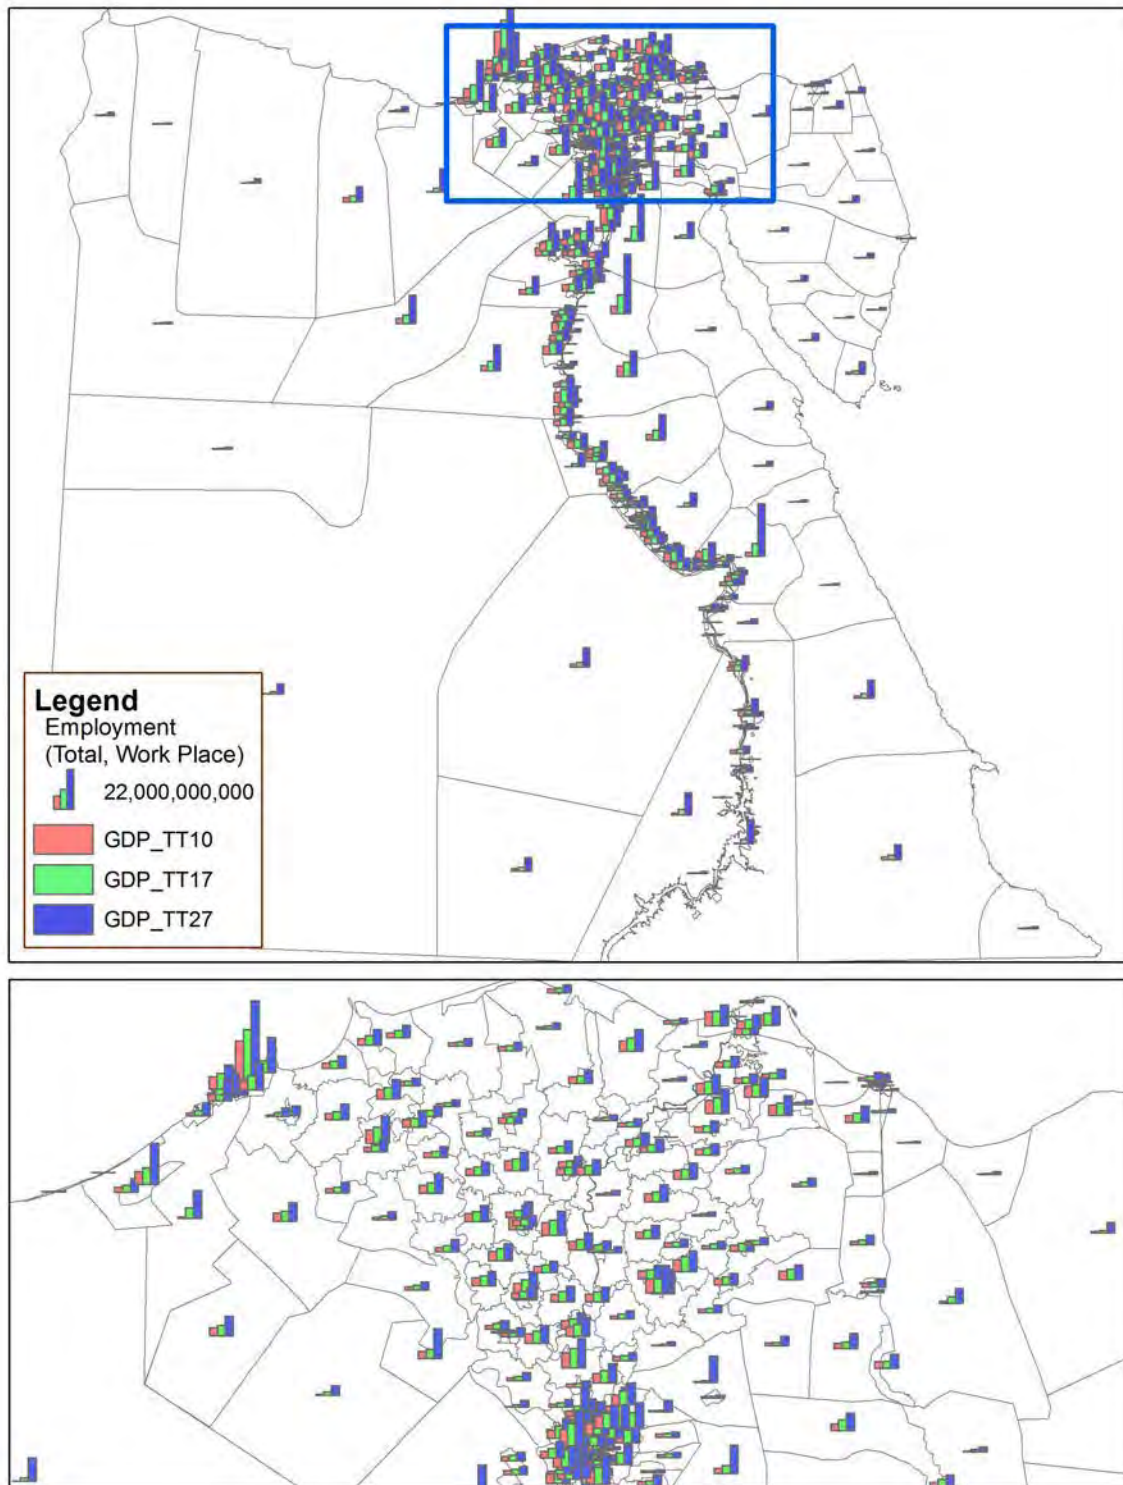 Legend
Employment
(Total, Work Place)
22,000,000,000
GDP_TT10
GDP_TT17
GDP_TT27